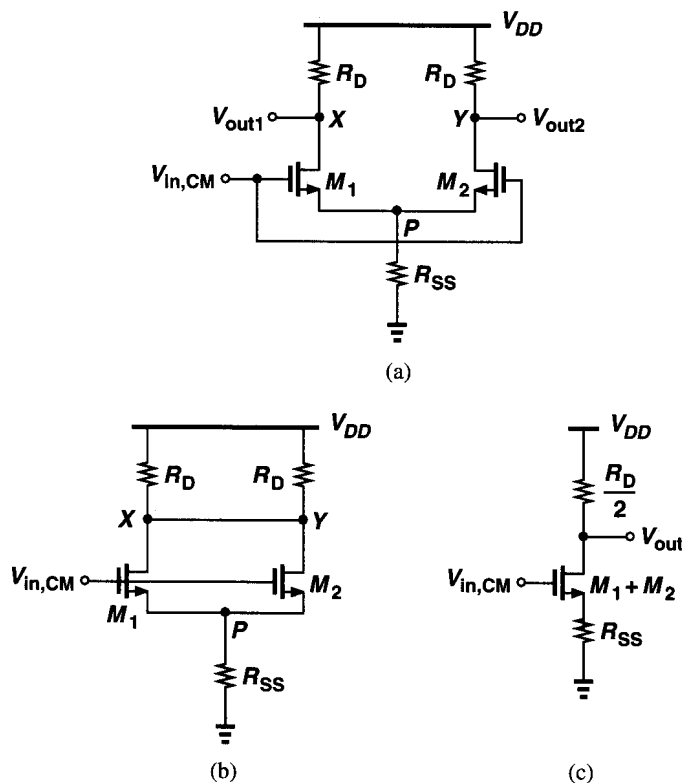 V_DD
R_D R_D
V_out1 X Y V_out2
V_in,CM M_1 M_2
P
R_SS
(a)
V_DD
R_D R_D
X Y
V_in,CM M_1 M_2
P
R_SS
(b)
V_DD
R_D
2
V_out
V_in,CM M_1 + M_2
R_SS
(c)